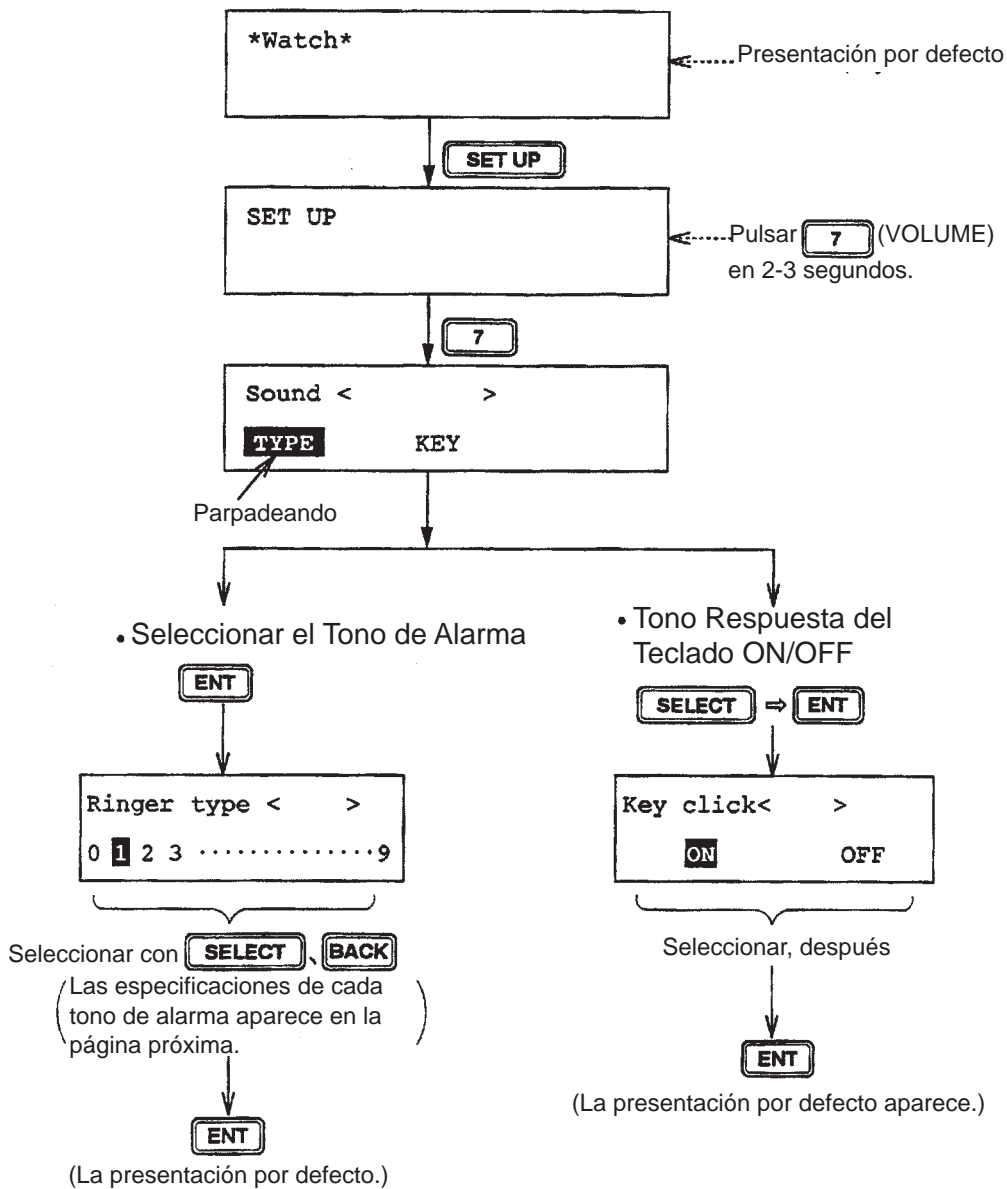 *Watch*
Presentación por defecto
SET UP
SET UP
Pulsar 7 (VOLUME)
en 2-3 segundos.
7
Sound < >
TYPE KEY
Parpadeando
• Seleccionar el Tono de Alarma
ENT
Ringer type < >
0 1 2 3 ·············· 9
Seleccionar con SELECT、BACK
(Las especificaciones de cada
tono de alarma aparece en la
página próxima.)
ENT
(La presentación por defecto.)
• Tono Respuesta del
Teclado ON/OFF
SELECT ⇒ ENT
Key click< >
ON OFF
Seleccionar, después
ENT
(La presentación por defecto aparece.)